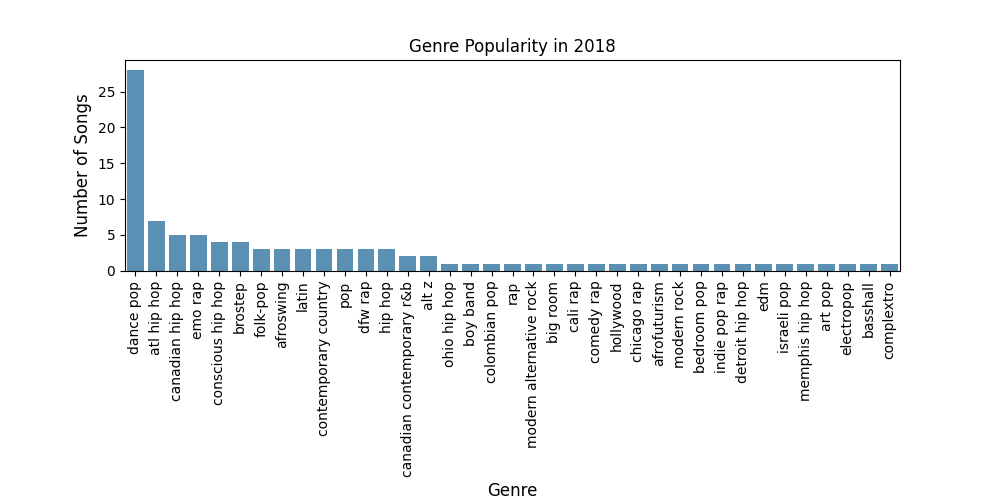 Genre Popularity in 2018
Number of Songs
25
20
15
10
5
0
dance pop
atl hip hop
canadian hip hop
emo rap
conscious hip hop
brostep
folk-pop
afroswing
latin
contemporary country
pop
dfw rap
hip hop
canadian contemporary r&b
alt z
ohio hip hop
boy band
colombian pop
rap
modern alternative rock
big room
cali rap
comedy rap
hollywood
chicago rap
afrofuturism
modern rock
bedroom pop
indie pop rap
detroit hip hop
edm
israeli pop
memphis hip hop
art pop
electropop
basshall
complextro
Genre